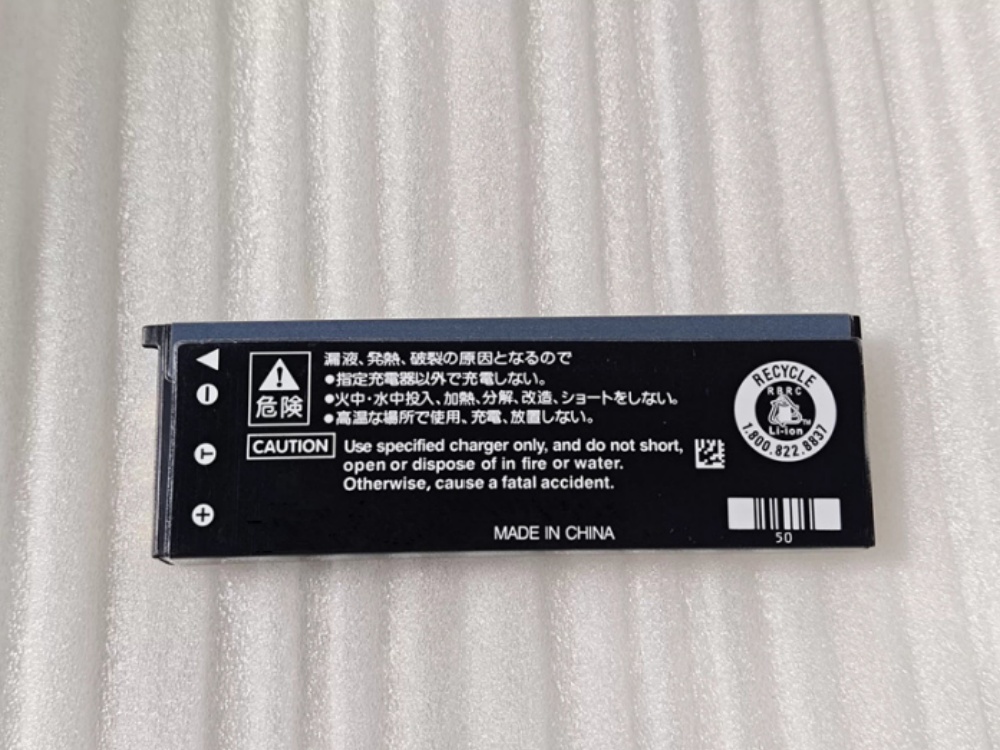 漏液、発熱、破裂の原因となるので
●指定充電器以外で充電しない。
●火中・水中投入、加熱、分解、改造、ショートをしない。
●高温な場所で使用、充電、放置しない。
危険
CAUTION
Use specified charger only, and do not short,
open or dispose of in fire or water.
Otherwise, cause a fatal accident.
MADE IN CHINA
RECYCLE
RBRC
Li-ion
TM
1.800.822.8837
50
T